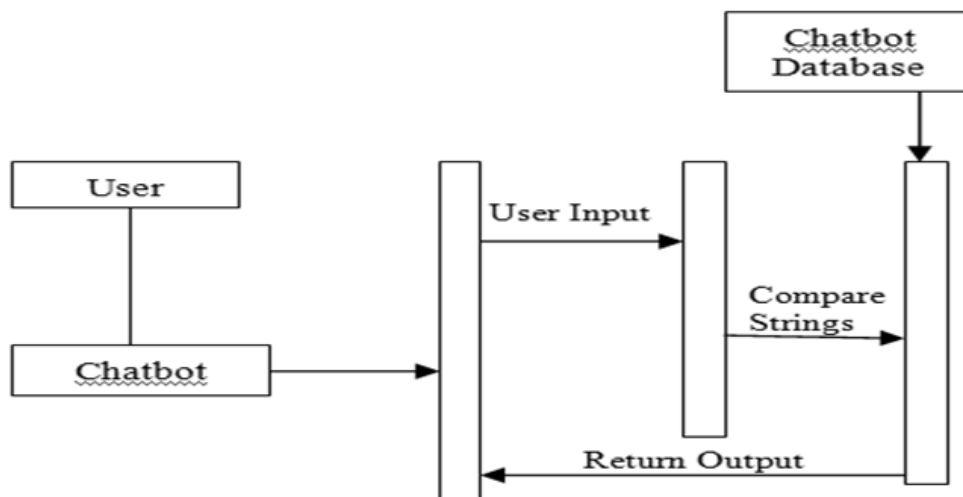 Chatbot
Database
User
User Input
Compare
Strings
Chatbot
Return Output